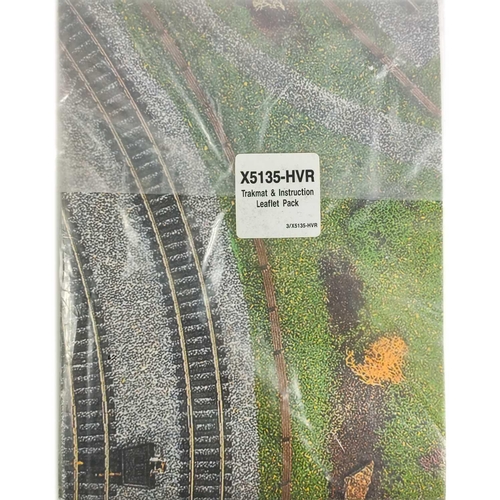 X5135-HVR
Trakmat & Instruction
Leaflet Pack
3/X5135-HVR